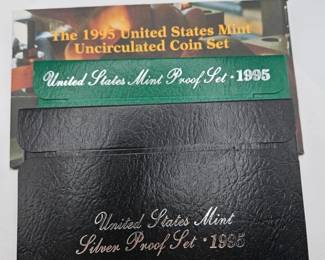 The 1995 United States Mint
Uncirculated Coin Set
United States Mint Proof Set · 1995
United States Mint
Silver Proof Set · 1995